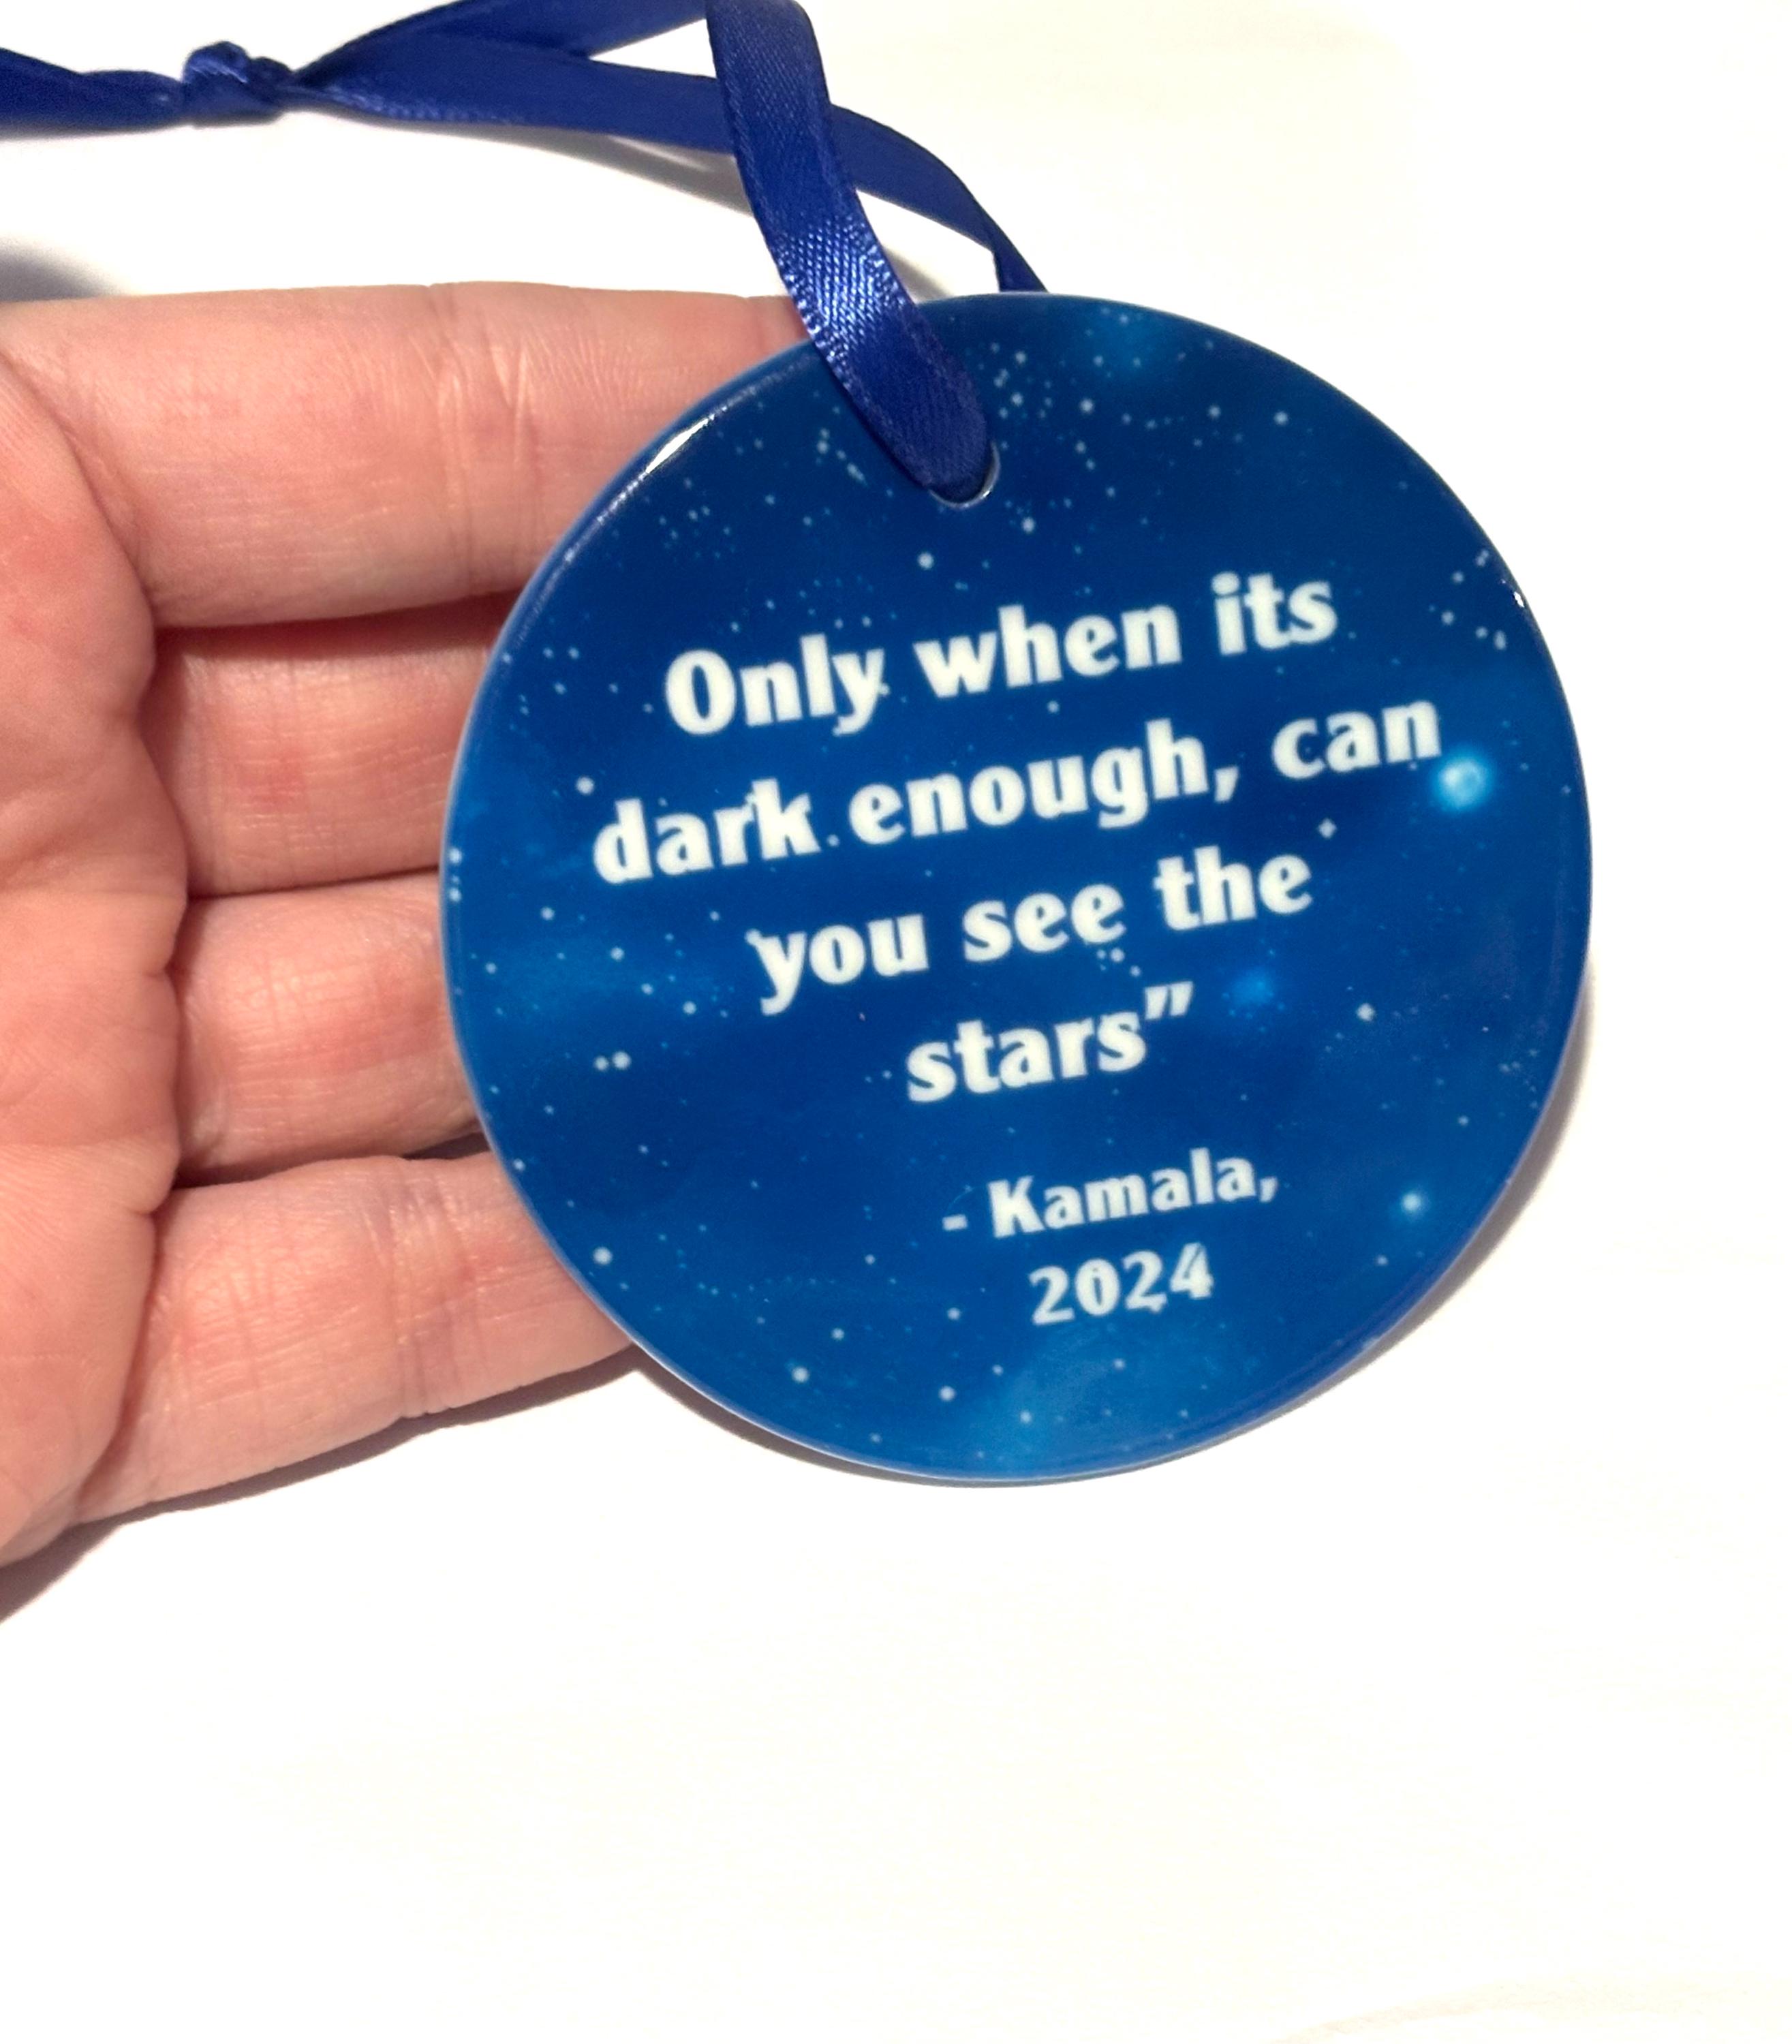 Only when its
dark enough, can
you see the
stars”
- Kamala,
2024